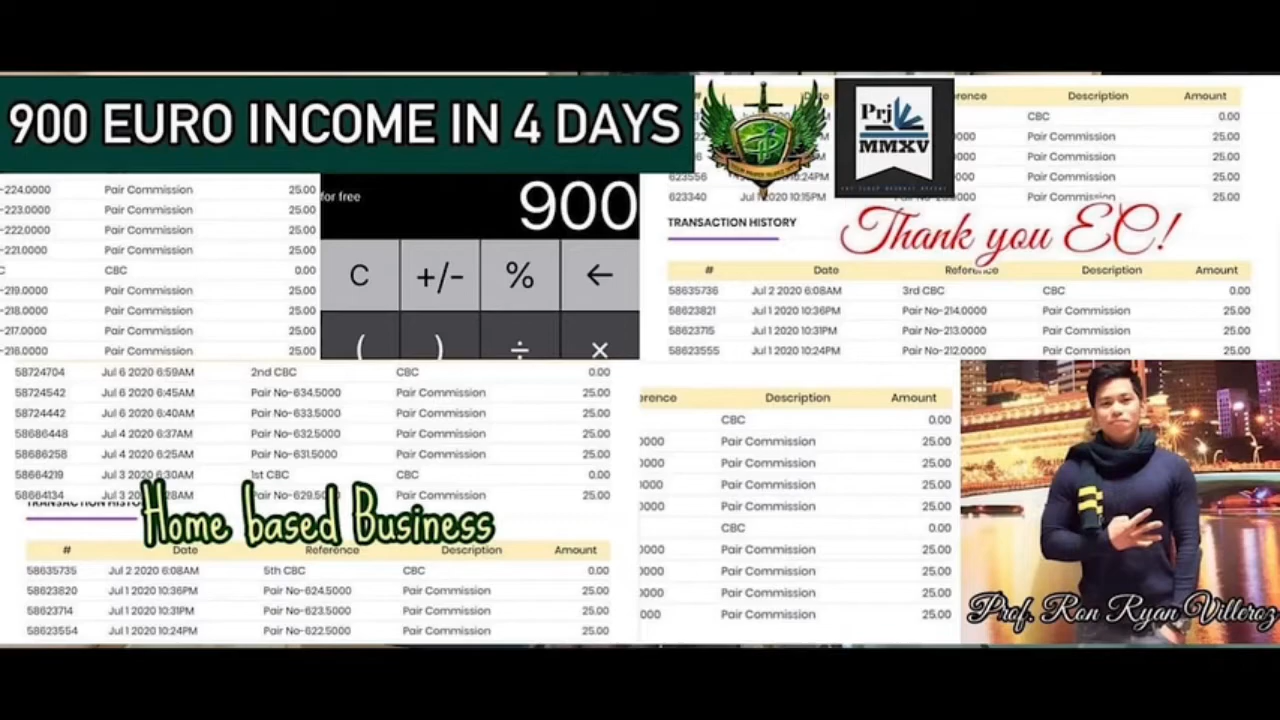 900 EURO INCOME IN 4 DAYS
-224.0000 Pair Commission 25.00
-223.0000 Pair Commission 25.00
-222.0000 Pair Commission 25.00
-221.0000 Pair Commission 25.00
CBC 0.00
-219.0000 Pair Commission 25.00
-218.0000 Pair Commission 25.00
-217.0000 Pair Commission 25.00
-216.0000 Pair Commission 25.00
for free
900
C +/- % ←
( ) ÷ ×
Prj
MMXV
Description Amount
CBC 0.00
Pair Commission 25.00
Pair Commission 25.00
623556 25.00
623340 Jul 1 2020 10:15PM 25.00
TRANSACTION HISTORY
Thank you EC!
# Date Reference Description Amount
58635736 Jul 2 2020 6:08AM 3rd CBC CBC 0.00
58623821 Jul 1 2020 10:36PM Pair No-214.0000 Pair Commission 25.00
58623715 Jul 1 2020 10:31PM Pair No-213.0000 Pair Commission 25.00
58623555 Jul 1 2020 10:24PM Pair No-212.0000 Pair Commission 25.00
58724704 Jul 6 2020 6:59AM 2nd CBC CBC 0.00
58724542 Jul 6 2020 6:45AM Pair No-634.5000 Pair Commission 25.00
58724442 Jul 6 2020 6:40AM Pair No-633.5000 Pair Commission 25.00
58686448 Jul 4 2020 6:37AM Pair No-632.5000 Pair Commission 25.00
58686258 Jul 4 2020 6:25AM Pair No-631.5000 Pair Commission 25.00
58664219 Jul 3 2020 6:30AM 1st CBC CBC 0.00
58664134 Jul 3 Pair Commission 25.00
Home based Business
# Date Reference Description Amount
58635735 Jul 2 2020 6:08AM 5th CBC CBC 0.00
58623820 Jul 1 2020 10:36PM Pair No-624.5000 Pair Commission 25.00
58623714 Jul 1 2020 10:31PM Pair No-623.5000 Pair Commission 25.00
58623554 Jul 1 2020 10:24PM Pair No-622.5000 Pair Commission 25.00
Description Amount
CBC 0.00
0000 Pair Commission 25.00
0000 Pair Commission 25.00
0000 Pair Commission 25.00
0000 Pair Commission 25.00
CBC 0.00
0000 Pair Commission 25.00
0000 Pair Commission 25.00
0000 Pair Commission 25.00
000 Pair Commission 25.00
Prof. Ron Ryan Villeroz